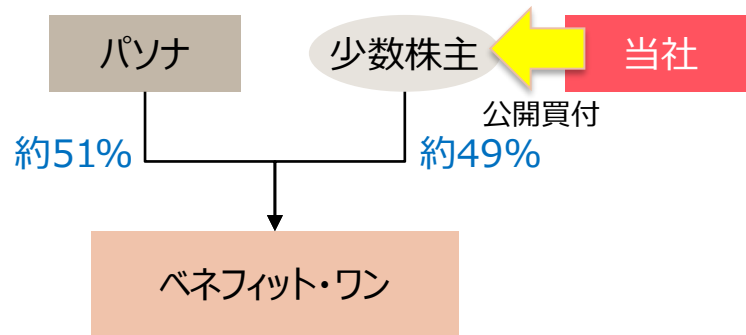 パソナ
少数株主
当社
公開買付
約51%
約49%
ベネフィット・ワン